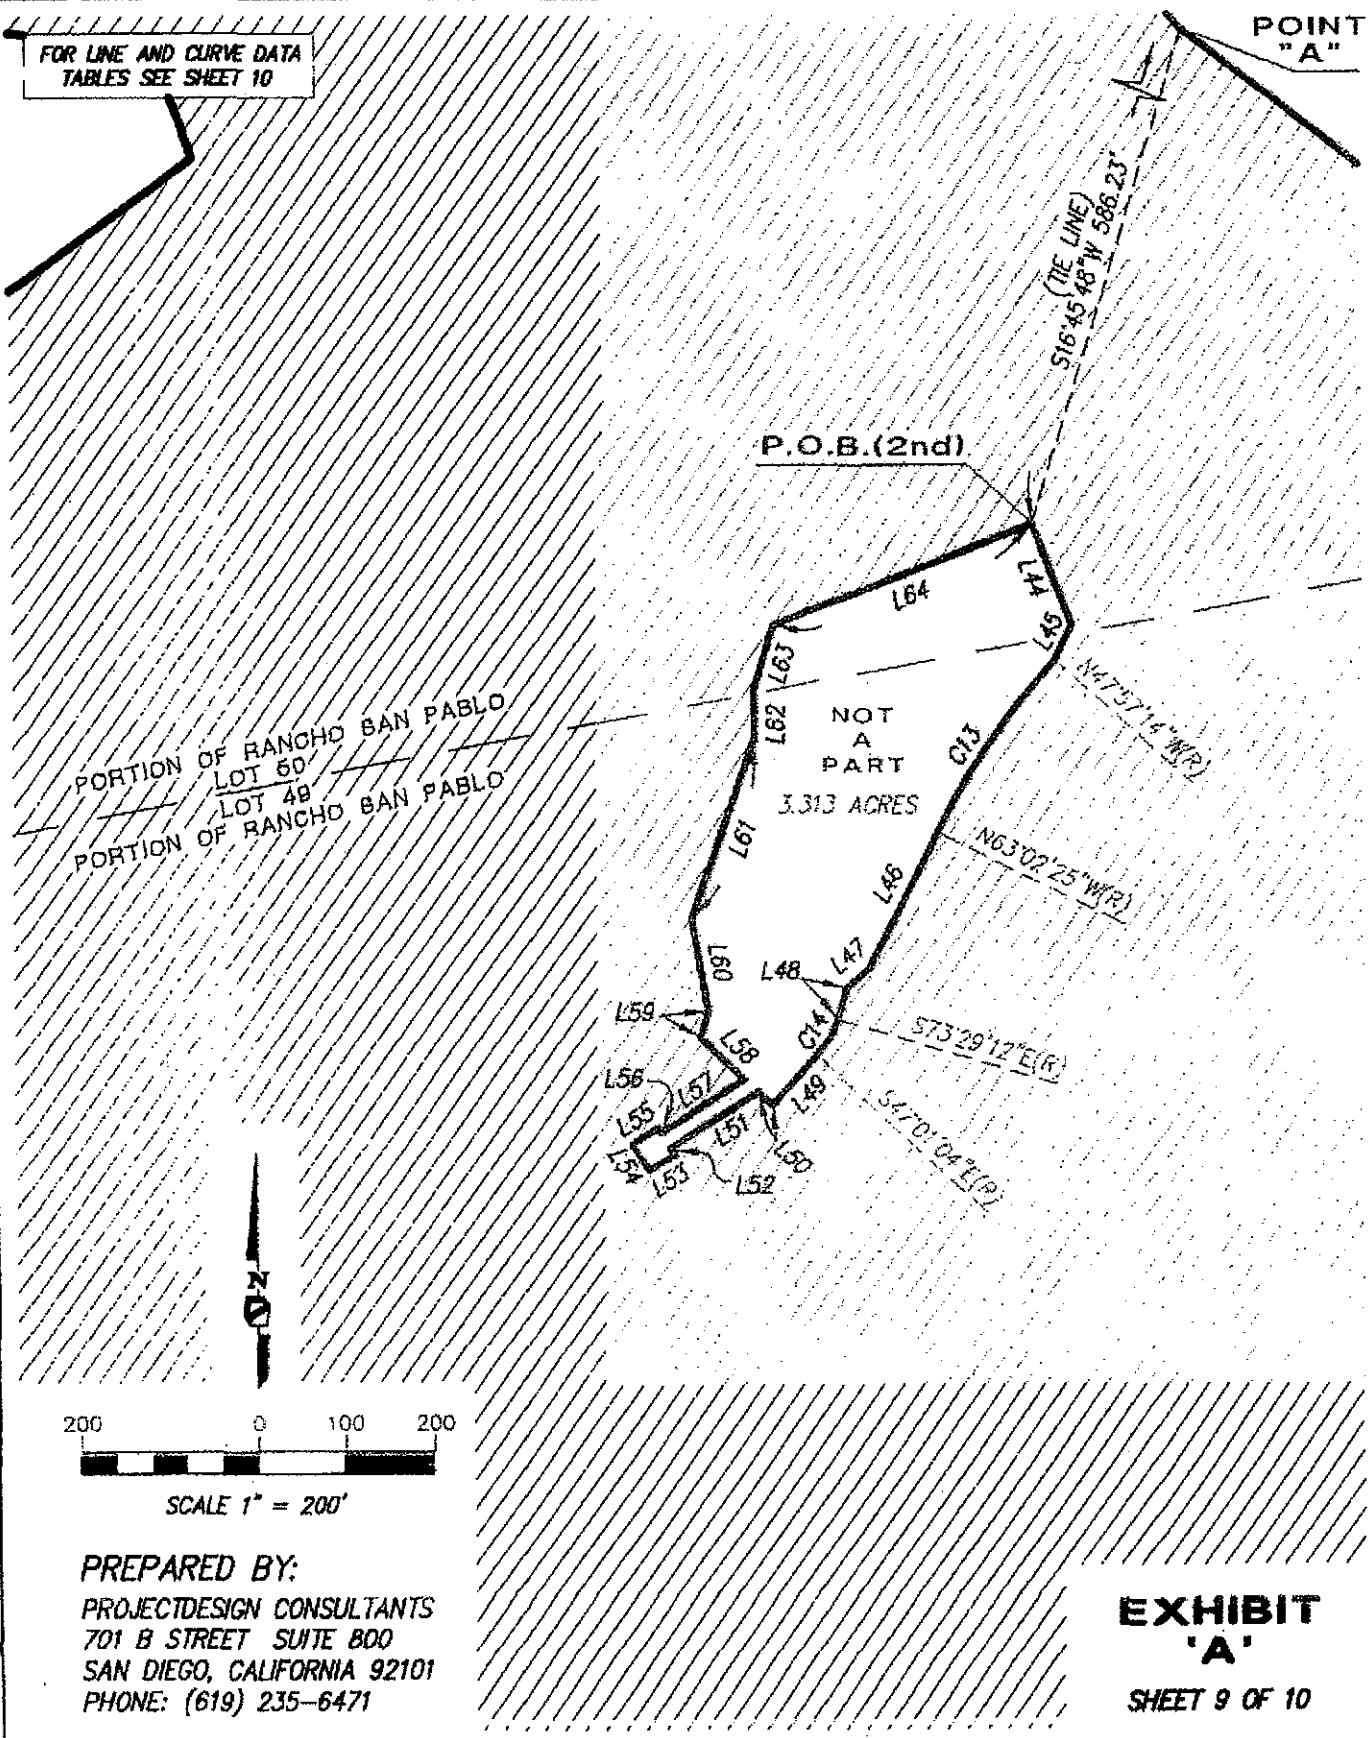 FOR LINE AND CURVE DATA
TABLES SEE SHEET 10
POINT
"A"
(TIE LINE)
S16°45'48"W 586.23'
P.O.B.(2nd)
L44
L64
L45
L63
N47°57'14"W(R)
L62
NOT
A
PART
3.313 ACRES
C13
PORTION OF RANCHO SAN PABLO
LOT 50
LOT 49
PORTION OF RANCHO SAN PABLO
L61
N63°02'25"W(R)
L46
L47
L48
L60
L59
C14
S73°29'12"E(R)
L58
L56
L57
L49
S47°01'04"E(R)
L55
L51
L50
L54
L53
L52
N
200 0 100 200
SCALE 1" = 200'
PREPARED BY:
PROJECTDESIGN CONSULTANTS
701 B STREET SUITE 800
SAN DIEGO, CALIFORNIA 92101
PHONE: (619) 235-6471
EXHIBIT
'A'
SHEET 9 OF 10